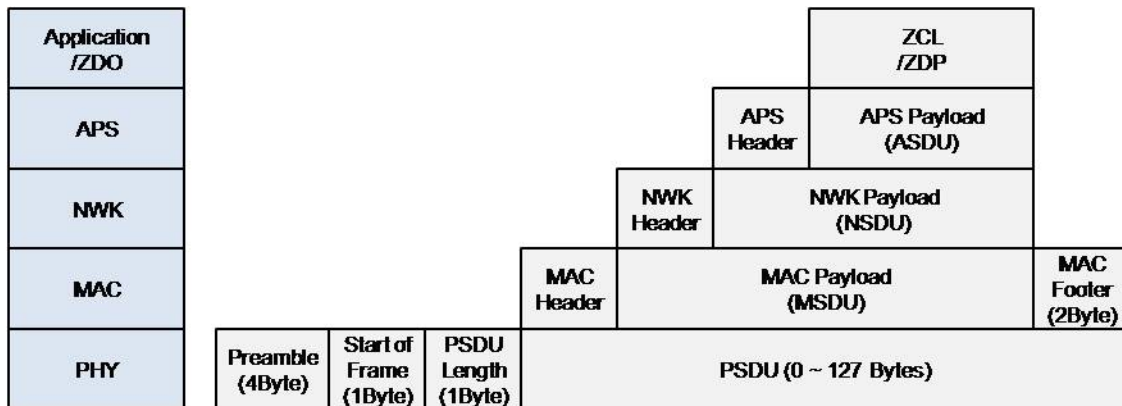 Application
/ZDO
ZCL
/ZDP
APS
APS
Header
APS Payload
(ASDU)
NWK
NWK
Header
NWK Payload
(NSDU)
MAC
MAC
Header
MAC Payload
(MSDU)
MAC
Footer
(2Byte)
PHY
Preamble
(4Byte)
Start of
Frame
(1Byte)
PSDU
Length
(1Byte)
PSDU (0 ~ 127 Bytes)